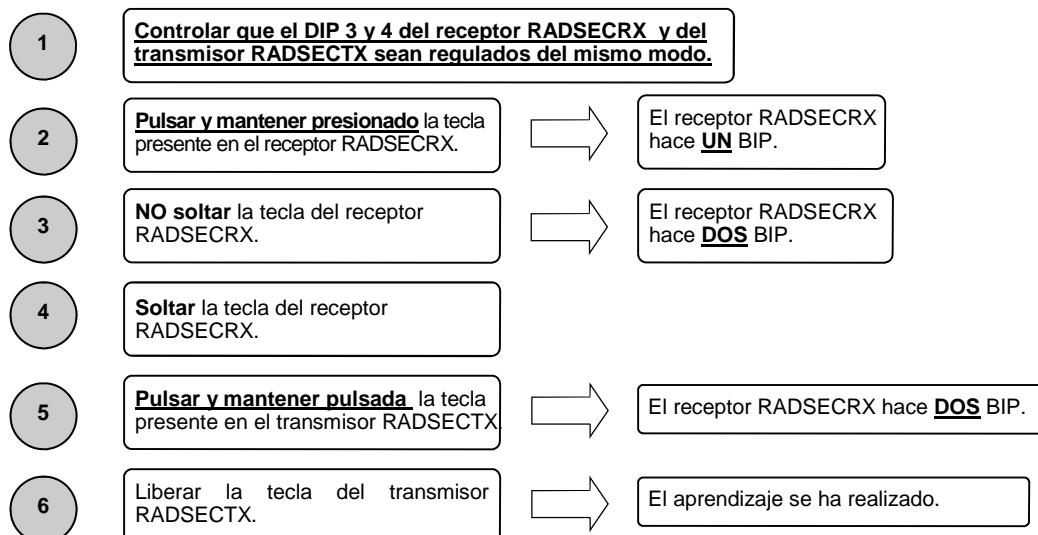 1
Controlar que el DIP 3 y 4 del receptor RADSECRX y del
transmisor RADSECTX sean regulados del mismo modo.
2
Pulsar y mantener presionado la tecla
presente en el receptor RADSECRX.
El receptor RADSECRX
hace UN BIP.
3
NO soltar la tecla del receptor
RADSECRX.
El receptor RADSECRX
hace DOS BIP.
4
Soltar la tecla del receptor
RADSECRX.
5
Pulsar y mantener pulsada la tecla
presente en el transmisor RADSECTX.
El receptor RADSECRX hace DOS BIP.
6
Liberar la tecla del transmisor
RADSECTX.
El aprendizaje se ha realizado.